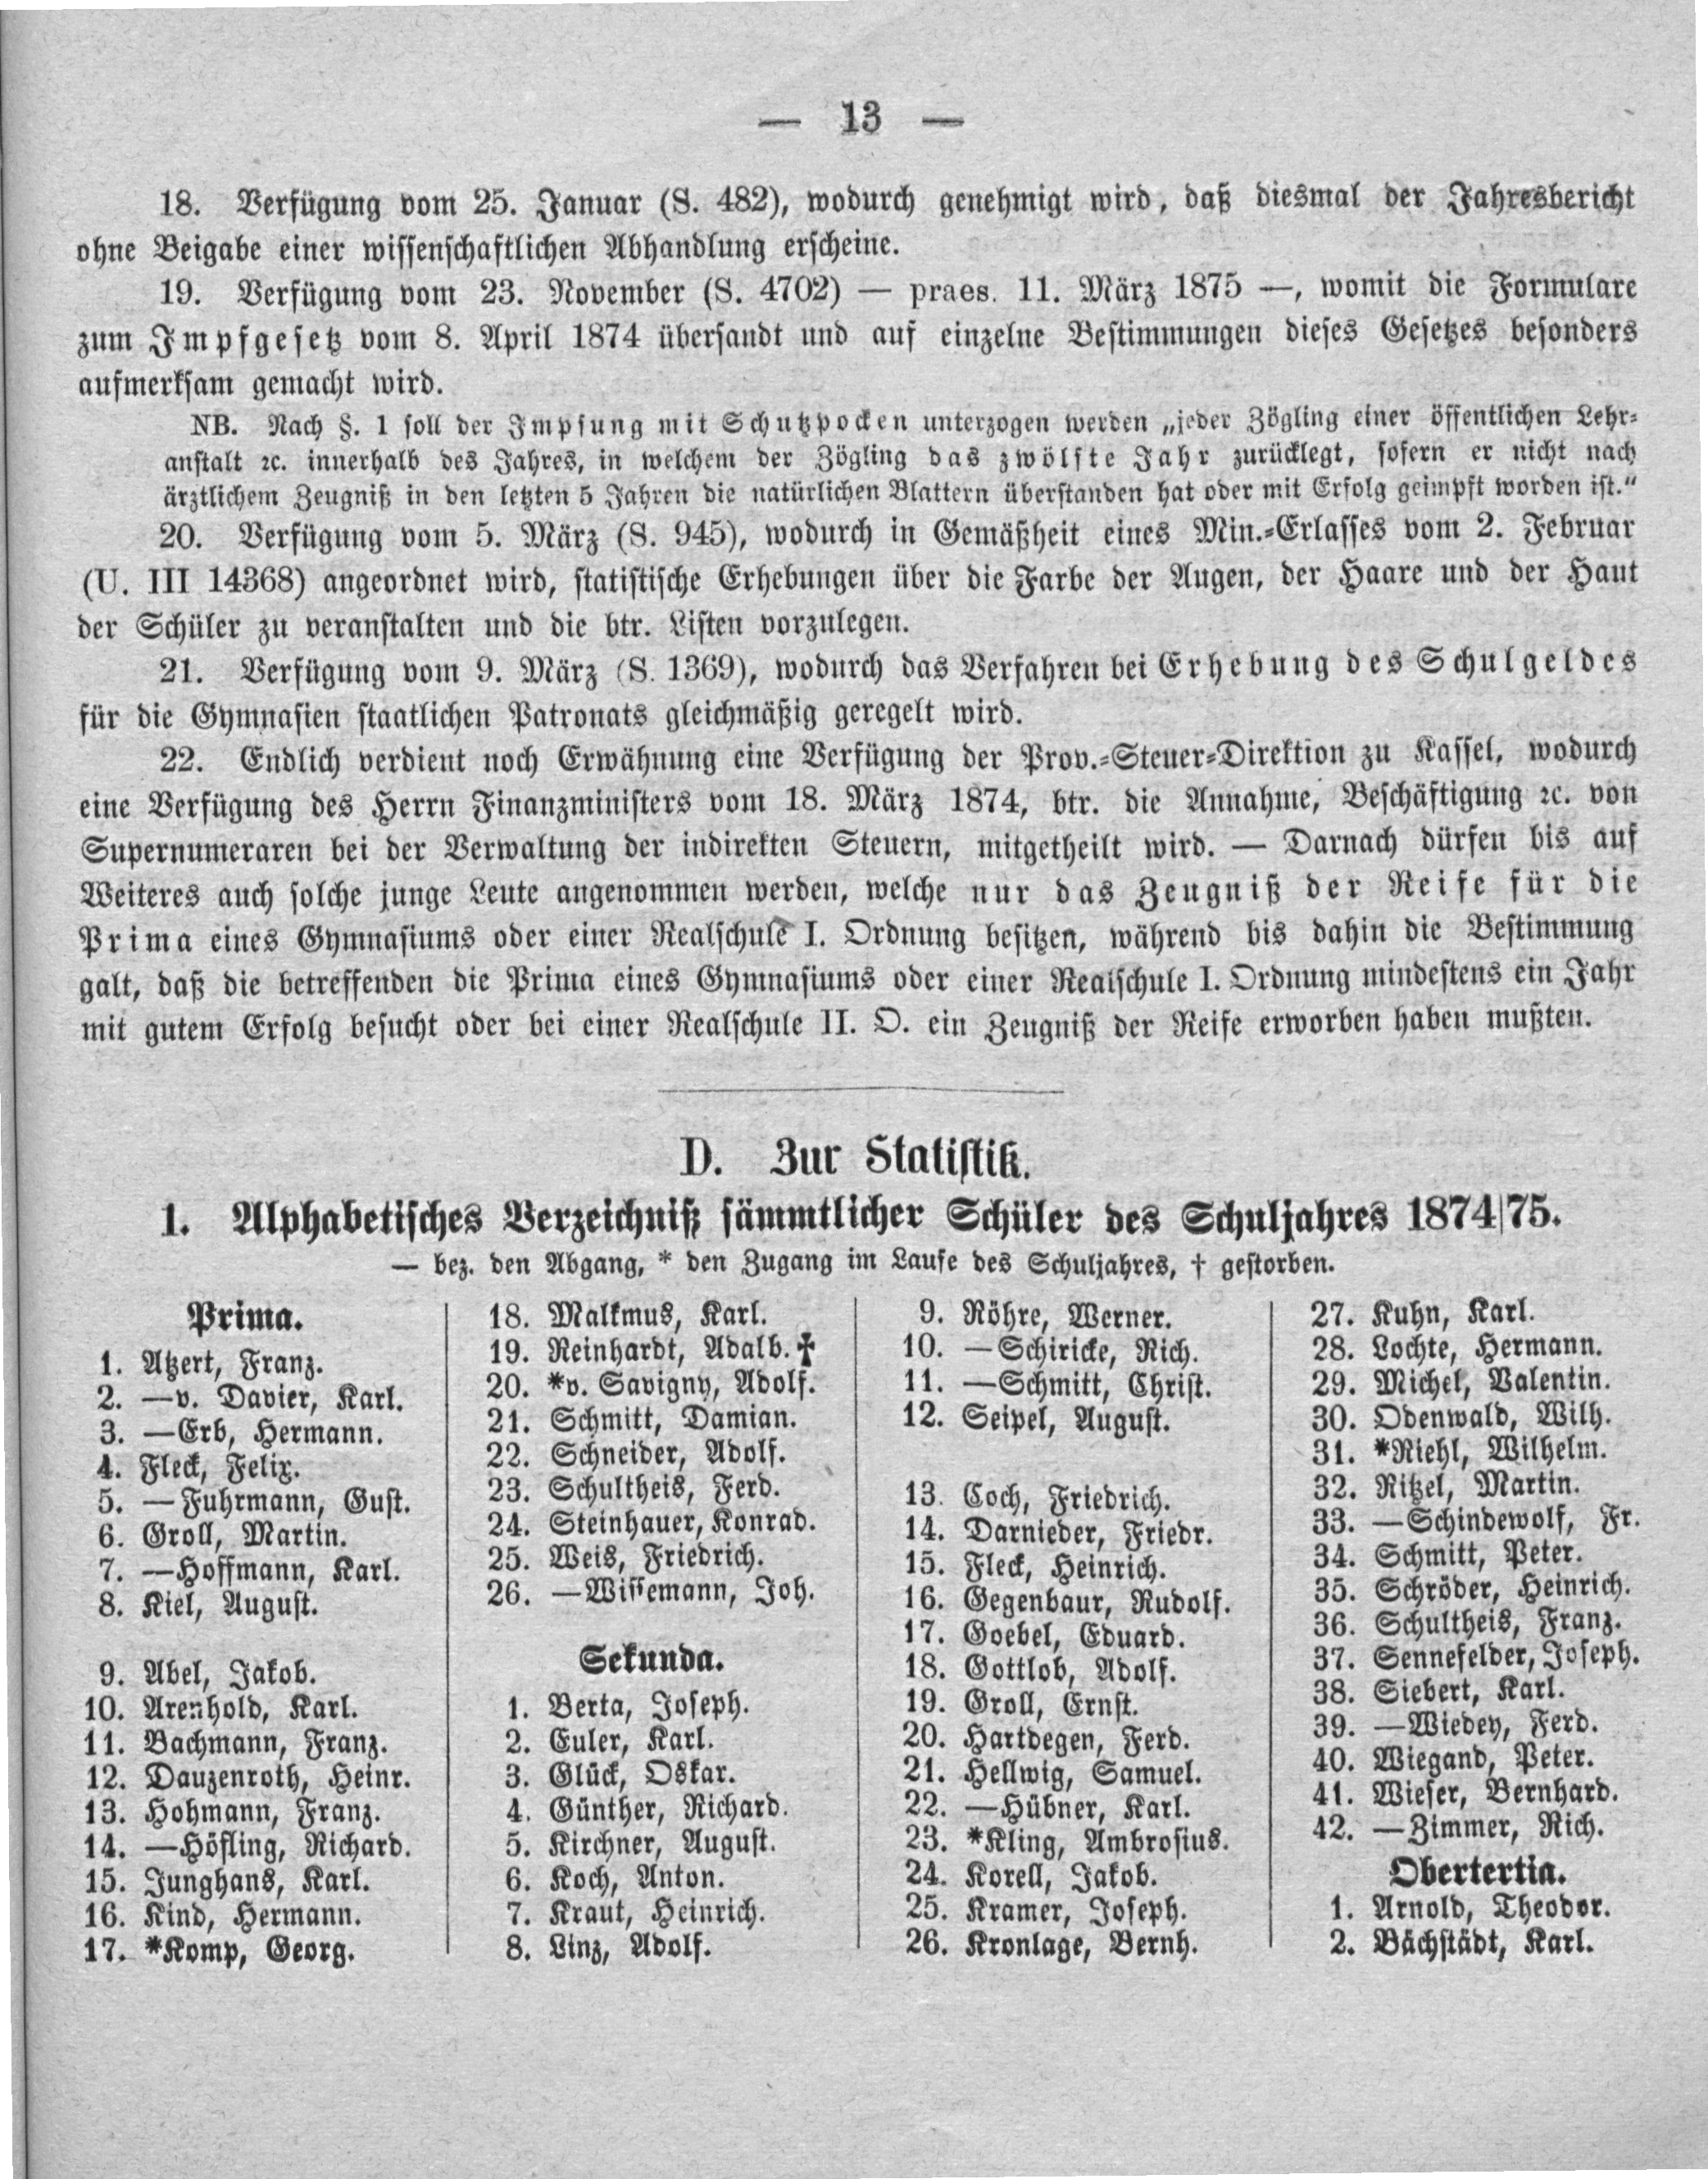 — 13 —
18. Verfügung vom 25. Januar (S. 482), wodurch genehmigt wird, daß diesmal der Jahresbericht
ohne Beigabe einer wissenschaftlichen Abhandlung erscheine.
19. Verfügung vom 23. November (S. 4702) — praes. 11. März 1875 —, womit die Formulare
zum Impfgesetz vom 8. April 1874 übersandt und auf einzelne Bestimmungen dieses Gesetzes besonders
aufmerksam gemacht wird.
NB. Nach §. 1 soll der Impfung mit Schutzpocken unterzogen werden „jeder Zögling einer öffentlichen Lehr-
anstalt ꝛc. innerhalb des Jahres, in welchem der Zögling das zwölfte Jahr zurücklegt, sofern er nicht nach
ärztlichem Zeugniß in den letzten 5 Jahren die natürlichen Blattern überstanden hat oder mit Erfolg geimpft worden ist.“
20. Verfügung vom 5. März (S. 945), wodurch in Gemäßheit eines Min.-Erlasses vom 2. Februar
(U. III 14368) angeordnet wird, statistische Erhebungen über die Farbe der Augen, der Haare und der Haut
der Schüler zu veranstalten und die btr. Listen vorzulegen.
21. Verfügung vom 9. März (S. 1369), wodurch das Verfahren bei Erhebung des Schulgeldes
für die Gymnasien staatlichen Patronats gleichmäßig geregelt wird.
22. Endlich verdient noch Erwähnung eine Verfügung der Prov.-Steuer-Direktion zu Kassel, wodurch
eine Verfügung des Herrn Finanzministers vom 18. März 1874, btr. die Annahme, Beschäftigung ꝛc. von
Supernumeraren bei der Verwaltung der indirekten Steuern, mitgetheilt wird. — Darnach dürfen bis auf
Weiteres auch solche junge Leute angenommen werden, welche nur das Zeugniß der Reife für die
Prima eines Gymnasiums oder einer Realschule I. Ordnung besitzen, während bis dahin die Bestimmung
galt, daß die betreffenden die Prima eines Gymnasiums oder einer Realschule I. Ordnung mindestens ein Jahr
mit gutem Erfolg besucht oder bei einer Realschule II. O. ein Zeugniß der Reife erworben haben mußten.
D. Zur Statistik.
1. Alphabetisches Verzeichniß sämmtlicher Schüler des Schuljahres 1874/75.
— bez. den Abgang, * den Zugang im Laufe des Schuljahres, † gestorben.
Prima.
1. Atzert, Franz.
2. —v. Davier, Karl.
3. —Erb, Hermann.
4. Fleck, Felix.
5. —Fuhrmann, Gust.
6. Groll, Martin.
7. —Hoffmann, Karl.
8. Kiel, August.
9. Abel, Jakob.
10. Arenhold, Karl.
11. Bachmann, Franz.
12. Dauzenroth, Heinr.
13. Hohmann, Franz.
14. —Höfling, Richard.
15. Junghans, Karl.
16. Kind, Hermann.
17. *Komp, Georg.
18. Malkmus, Karl.
19. Reinhardt, Adalb. †
20. *v. Savigny, Adolf.
21. Schmitt, Damian.
22. Schneider, Adolf.
23. Schultheis, Ferd.
24. Steinhauer, Konrad.
25. Weis, Friedrich.
26. —Wissemann, Joh.
Sekunda.
1. Berta, Joseph.
2. Euler, Karl.
3. Glück, Oskar.
4. Günther, Richard.
5. Kirchner, August.
6. Koch, Anton.
7. Kraut, Heinrich.
8. Linz, Adolf.
9. Röhre, Werner.
10. —Schiricke, Rich.
11. —Schmitt, Christ.
12. Seipel, August.
13. Coch, Friedrich.
14. Darnieder, Friedr.
15. Fleck, Heinrich.
16. Gegenbaur, Rudolf.
17. Goebel, Eduard.
18. Gottlob, Adolf.
19. Groll, Ernst.
20. Hartdegen, Ferd.
21. Hellwig, Samuel.
22. —Hübner, Karl.
23. *Kling, Ambrosius.
24. Korell, Jakob.
25. Kramer, Joseph.
26. Kronlage, Bernh.
27. Kuhn, Karl.
28. Lochte, Hermann.
29. Michel, Valentin.
30. Odenwald, Wilh.
31. *Riehl, Wilhelm.
32. Ritzel, Martin.
33. —Schindewolf, Fr.
34. Schmitt, Peter.
35. Schröder, Heinrich.
36. Schultheis, Franz.
37. Sennefelder, Joseph.
38. Siebert, Karl.
39. —Wiedey, Ferd.
40. Wiegand, Peter.
41. Wieser, Bernhard.
42. —Zimmer, Rich.
Obertertia.
1. Arnold, Theodor.
2. Bächstädt, Karl.